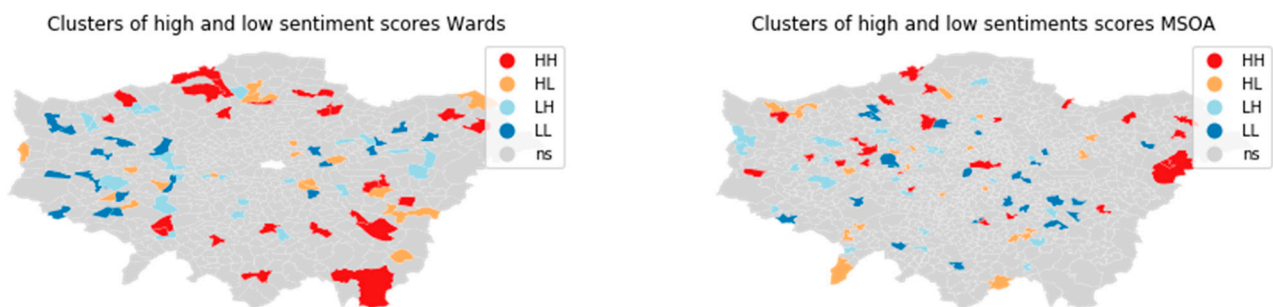 Clusters of high and low sentiment scores Wards
HH
HL
LH
LL
ns
Clusters of high and low sentiments scores MSOA
HH
HL
LH
LL
ns